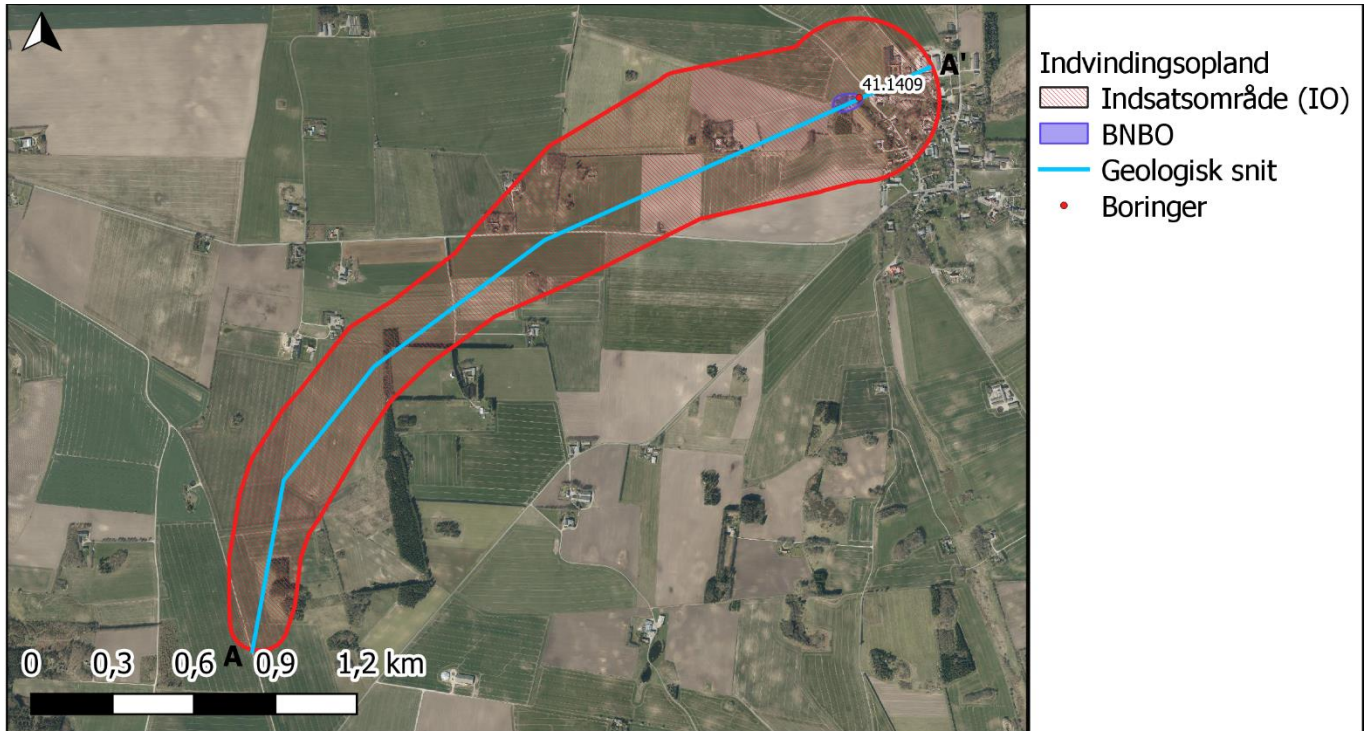 A'
41.1409
A
0 0,3 0,6 0,9 1,2 km
Indvindingsopland
Indsatsområde (IO)
BNBO
Geologisk snit
Boringer